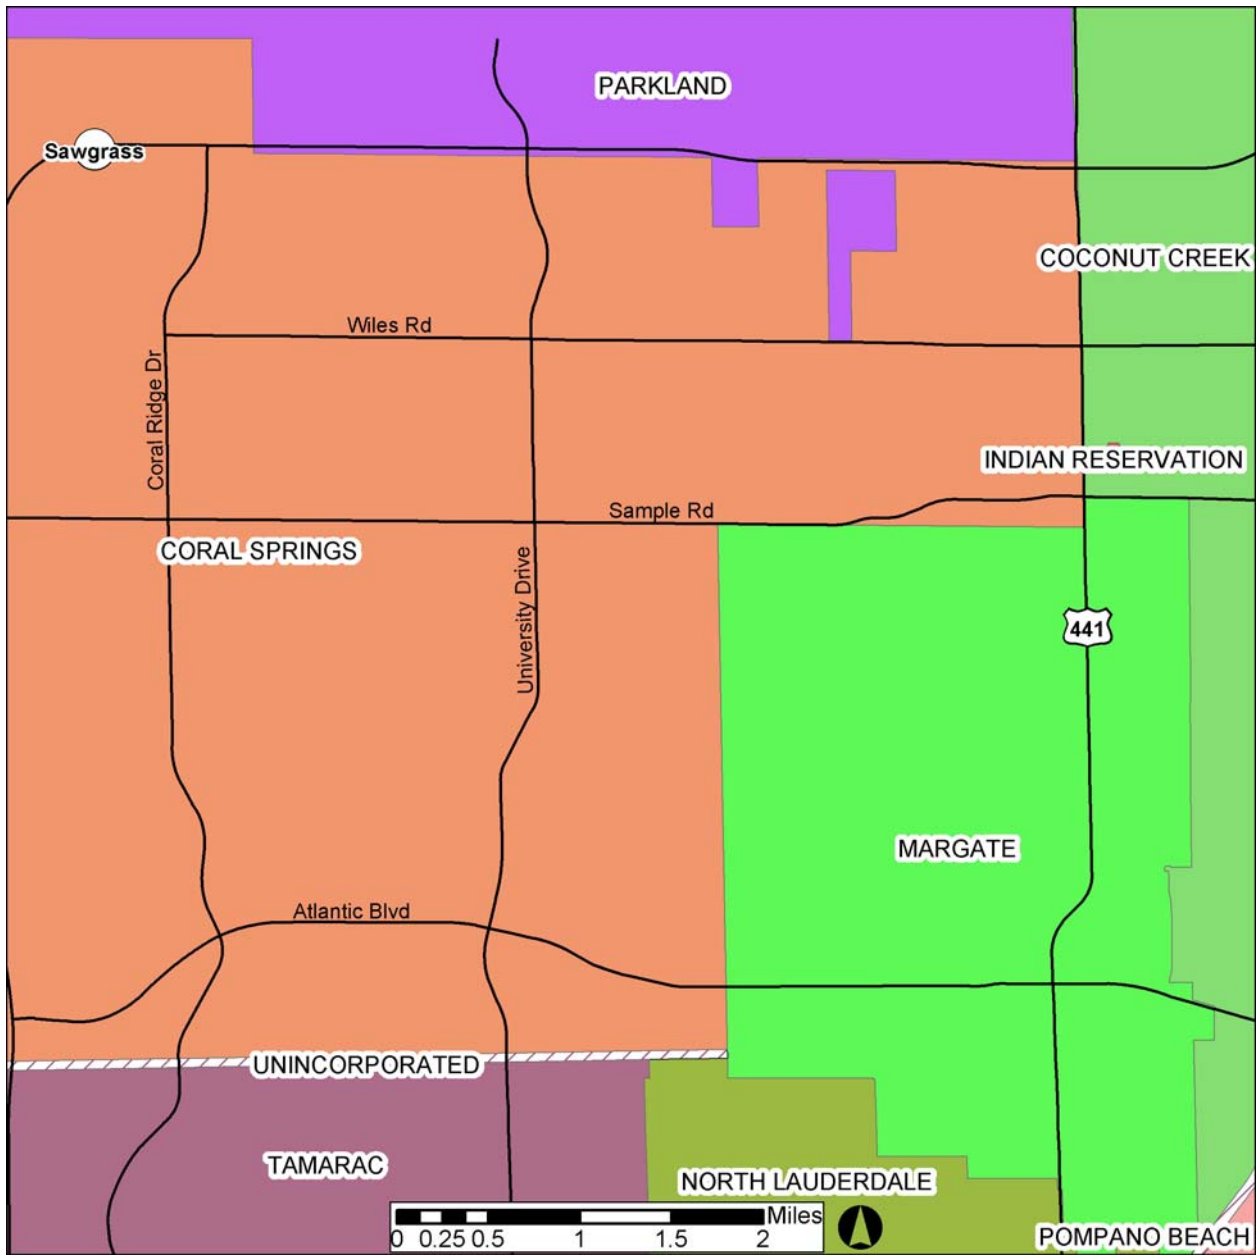 PARKLAND
Sawgrass
COCONUT CREEK
Wiles Rd
Coral Ridge Dr
INDIAN RESERVATION
Sample Rd
CORAL SPRINGS
University Drive
441
MARGATE
Atlantic Blvd
UNINCORPORATED
TAMARAC
NORTH LAUDERDALE
Miles
0 0.25 0.5 1 1.5 2
POMPANO BEACH